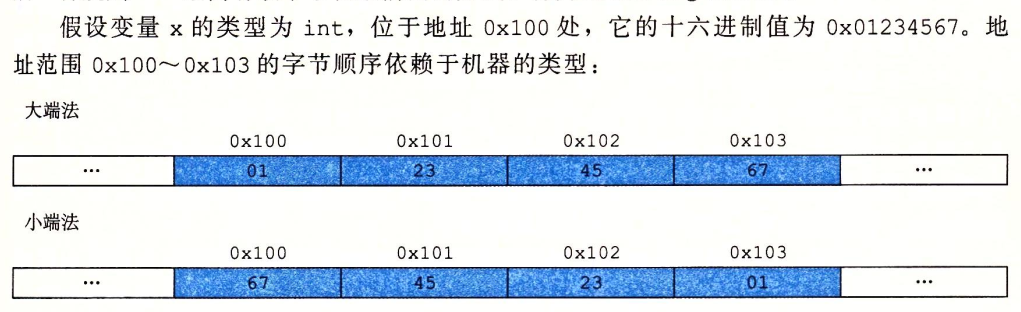 假设变量 x 的类型为 int，位于地址 0x100 处，它的十六进制值为 0x01234567。地
址范围 0x100～0x103 的字节顺序依赖于机器的类型：
大端法
0x100 0x101 0x102 0x103
… 01 23 45 67 …
小端法
0x100 0x101 0x102 0x103
… 67 45 23 01 …